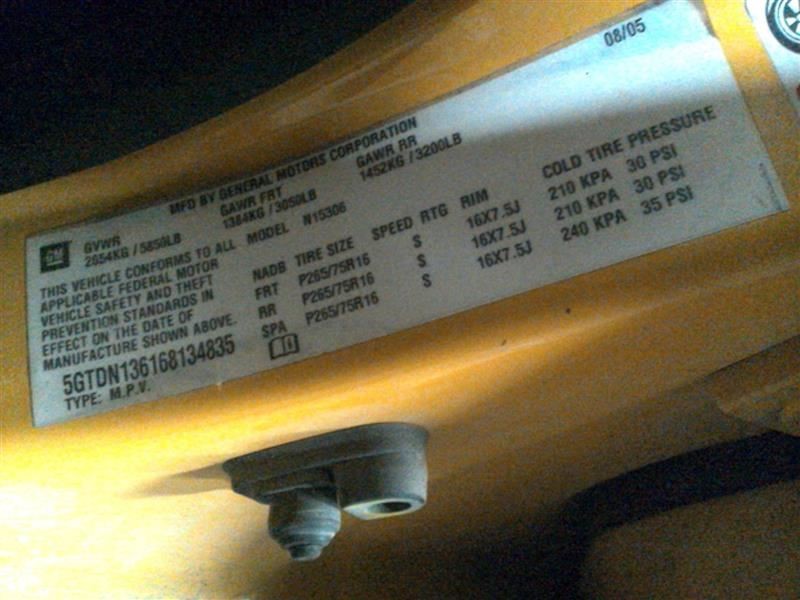 08/05
MFD BY GENERAL MOTORS CORPORATION
GM GVWR GAWR FRT GAWR RR
2654KG / 5850LB 1384KG / 3050LB 1452KG / 3200LB
THIS VEHICLE CONFORMS TO ALL MODEL N15306
APPLICABLE FEDERAL MOTOR
VEHICLE SAFETY AND THEFT
PREVENTION STANDARDS IN
EFFECT ON THE DATE OF
MANUFACTURE SHOWN ABOVE.
5GTDN136168134835
TYPE: M.P.V.
NADB TIRE SIZE SPEED RTG RIM COLD TIRE PRESSURE
FRT P265/75R16 S 16X7.5J 210 KPA 30 PSI
RR P265/75R16 S 16X7.5J 210 KPA 30 PSI
SPA P265/75R16 S 16X7.5J 240 KPA 35 PSI